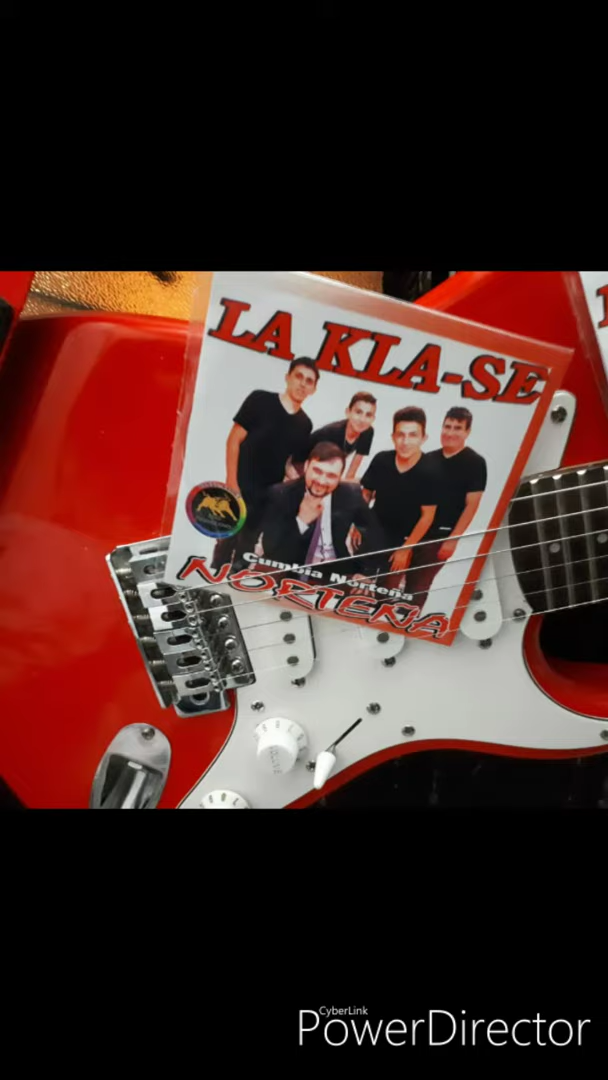 LA KLA-SE
Cumbia Norteña
NORTEÑA
CyberLink
PowerDirector